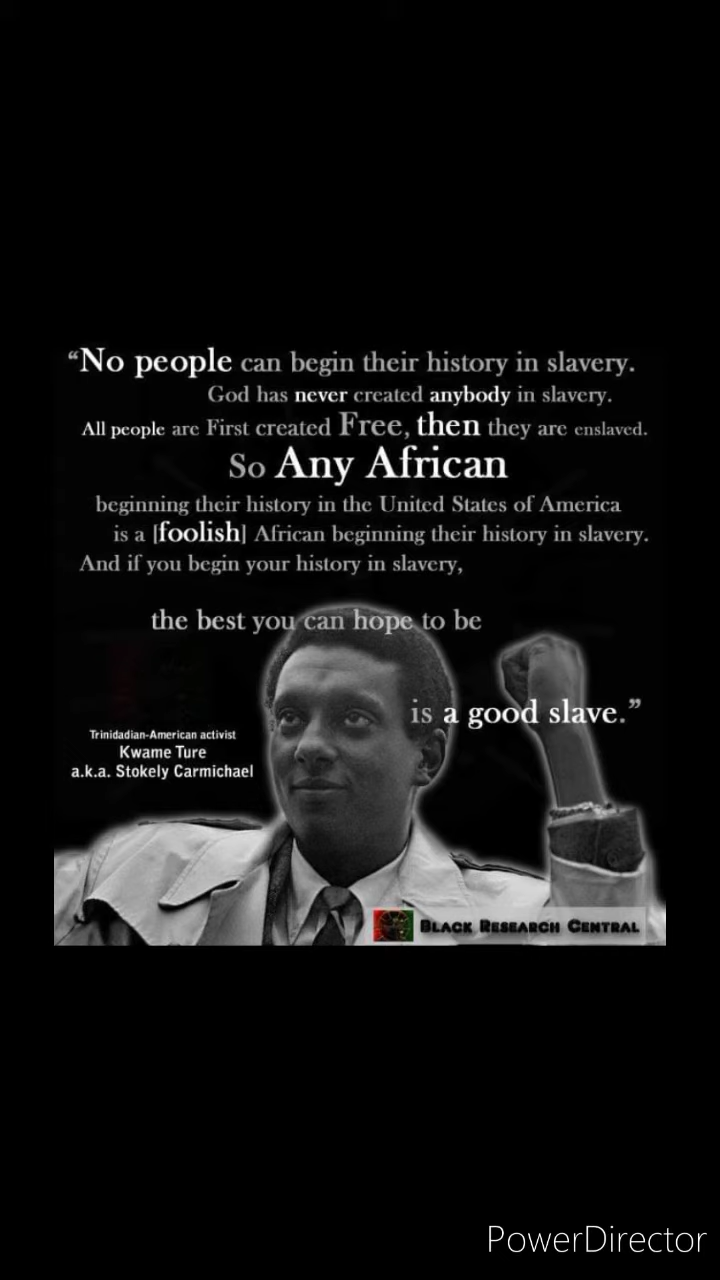 “No people can begin their history in slavery.
God has never created anybody in slavery.
All people are First created Free, then they are enslaved.
So Any African
beginning their history in the United States of America
is a [foolish] African beginning their history in slavery.
And if you begin your history in slavery,
the best you can hope to be
is a good slave.”
Trinidadian-American activist
Kwame Ture
a.k.a. Stokely Carmichael
Black Research Central
PowerDirector